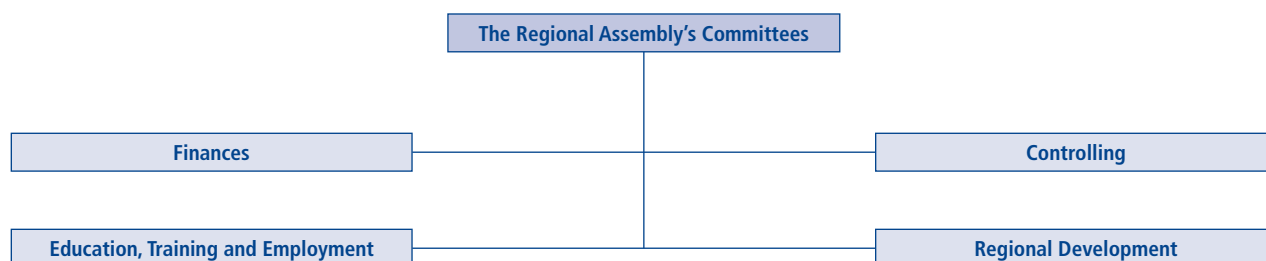 The Regional Assembly’s Committees
Finances
Controlling
Education, Training and Employment
Regional Development